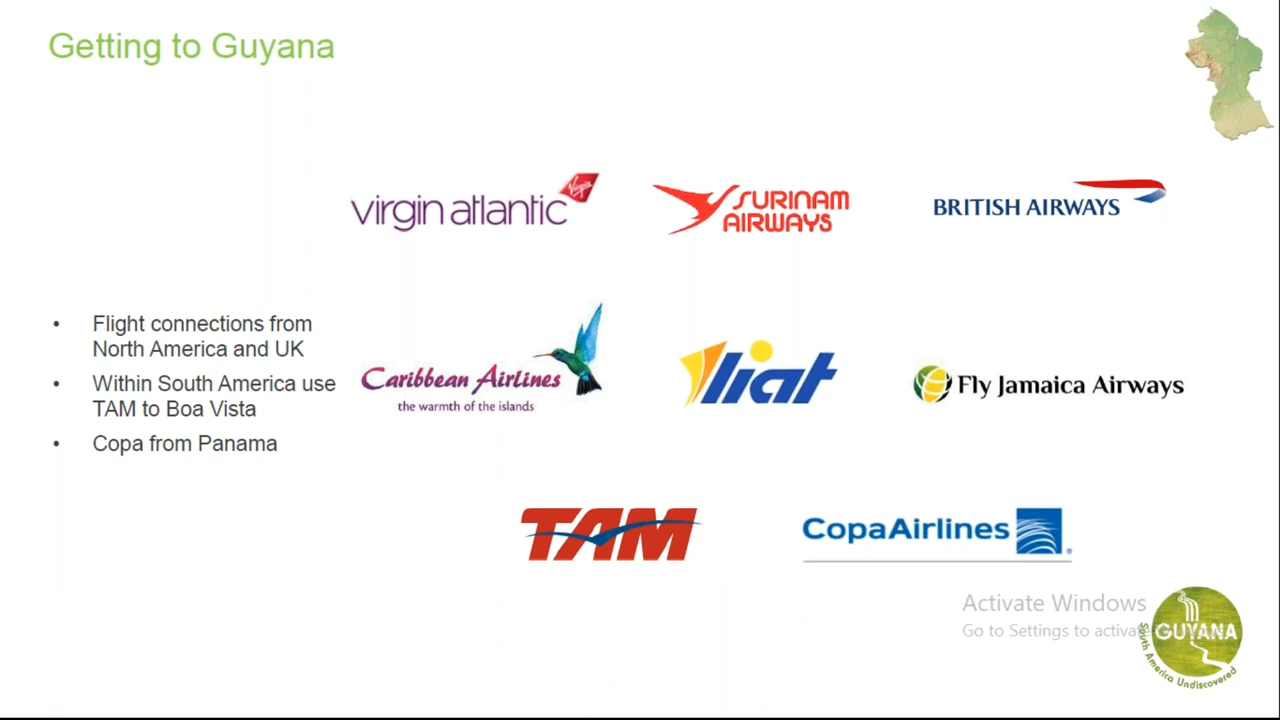 Getting to Guyana
virgin atlantic
Virgin
SURINAM
AIRWAYS
BRITISH AIRWAYS
• Flight connections from
North America and UK
• Within South America use
TAM to Boa Vista
• Copa from Panama
Caribbean Airlines
the warmth of the islands
liat
Fly Jamaica Airways
TAM
CopaAirlines
®
Activate Windows
Go to Settings to activate
GUYANA
South America Undiscovered